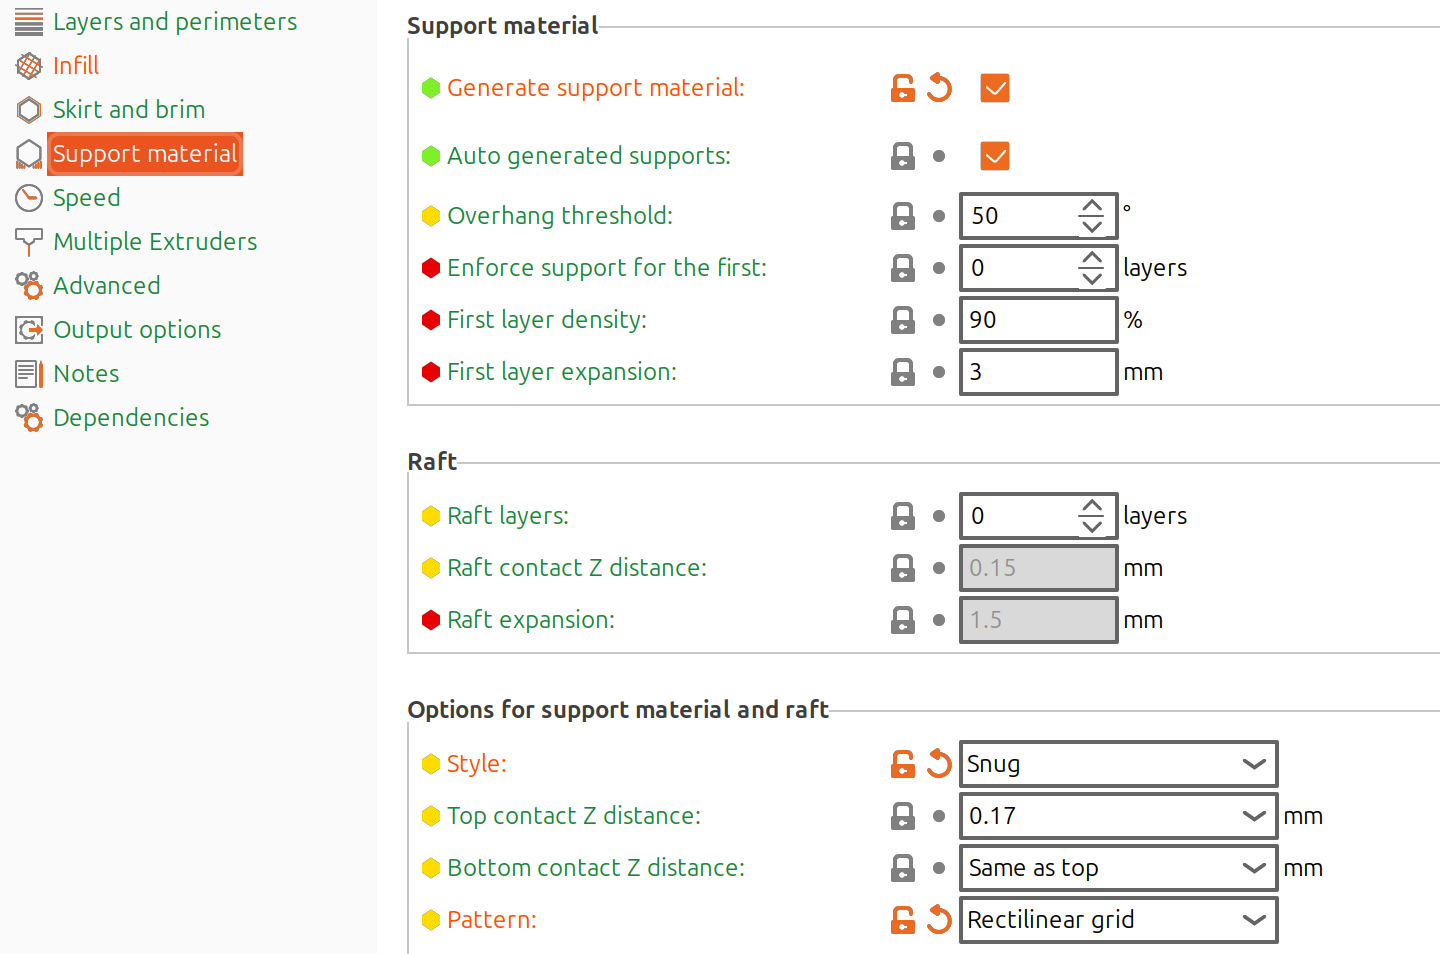 Layers and perimeters
Infill
Skirt and brim
Support material
Speed
Multiple Extruders
Advanced
Output options
Notes
Dependencies
Support material
Generate support material:
Auto generated supports:
Overhang threshold: 50 °
Enforce support for the first: 0 layers
First layer density: 90 %
First layer expansion: 3 mm
Raft
Raft layers: 0 layers
Raft contact Z distance: 0.15 mm
Raft expansion: 1.5 mm
Options for support material and raft
Style: Snug
Top contact Z distance: 0.17 mm
Bottom contact Z distance: Same as top mm
Pattern: Rectilinear grid